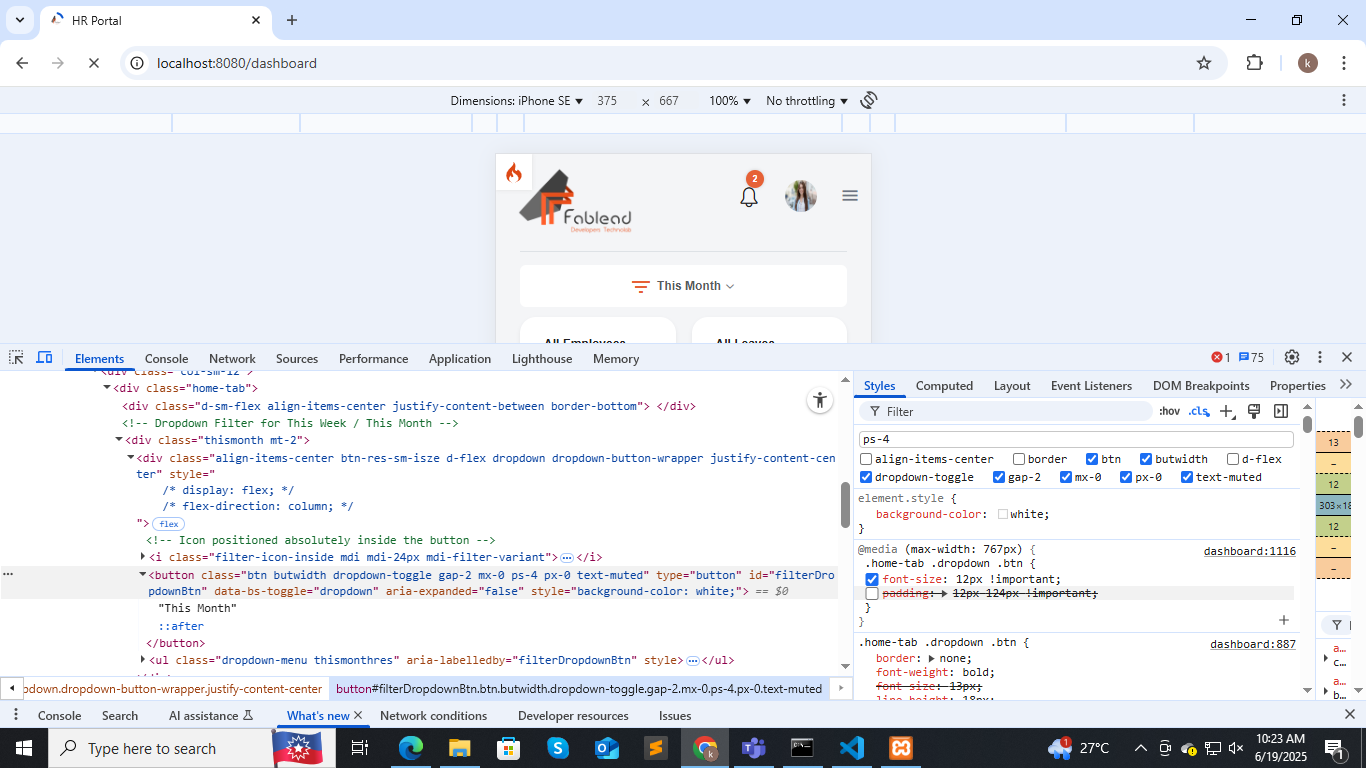 HR Portal
localhost:8080/dashboard
k
Dimensions: iPhone SE 375 × 667 100% No throttling
2
Fablead
Developers Technolab
This Month
All Employees All Leaves
Elements Console Network Sources Performance Application Lighthouse Memory 1 75
<div class="col-sm-12">
<div class="home-tab">
<div class="d-sm-flex align-items-center justify-content-between border-bottom"> </div>
<!-- Dropdown Filter for This Week / This Month -->
<div class="thismonth mt-2">
<div class="align-items-center btn-res-sm-isze d-flex dropdown dropdown-button-wrapper justify-content-cen
ter" style="
/* display: flex; */
/* flex-direction: column; */
"> flex
<!-- Icon positioned absolutely inside the button -->
<i class="filter-icon-inside mdi mdi-24px mdi-filter-variant"> … </i>
<button class="btn butwidth dropdown-toggle gap-2 mx-0 ps-4 px-0 text-muted" type="button" id="filterDro
pdownBtn" data-bs-toggle="dropdown" aria-expanded="false" style="background-color: white;"> == $0
"This Month"
::after
</button>
<ul class="dropdown-menu thismonthres" aria-labelledby="filterDropdownBtn" style> … </ul>
pdown.dropdown-button-wrapper.justify-content-center button#filterDropdownBtn.btn.butwidth.dropdown-toggle.gap-2.mx-0.ps-4.px-0.text-muted
Styles Computed Layout Event Listeners DOM Breakpoints Properties
Filter :hov .cls
ps-4
align-items-center border btn butwidth d-flex
dropdown-toggle gap-2 mx-0 px-0 text-muted
element.style {
background-color: white;
}
@media (max-width: 767px) { dashboard:1116
.home-tab .dropdown .btn {
font-size: 12px !important;
padding: 12px 124px !important;
}
}
.home-tab .dropdown .btn { dashboard:887
border: none;
font-weight: bold;
font-size: 13px;
line-height: 18px;
13
–
12
303×18
12
–
–
a…
c…
a…
b…
Console Search AI assistance What's new Network conditions Developer resources Issues
Type here to search
k
1
27°C
10:23 AM
6/19/2025
1